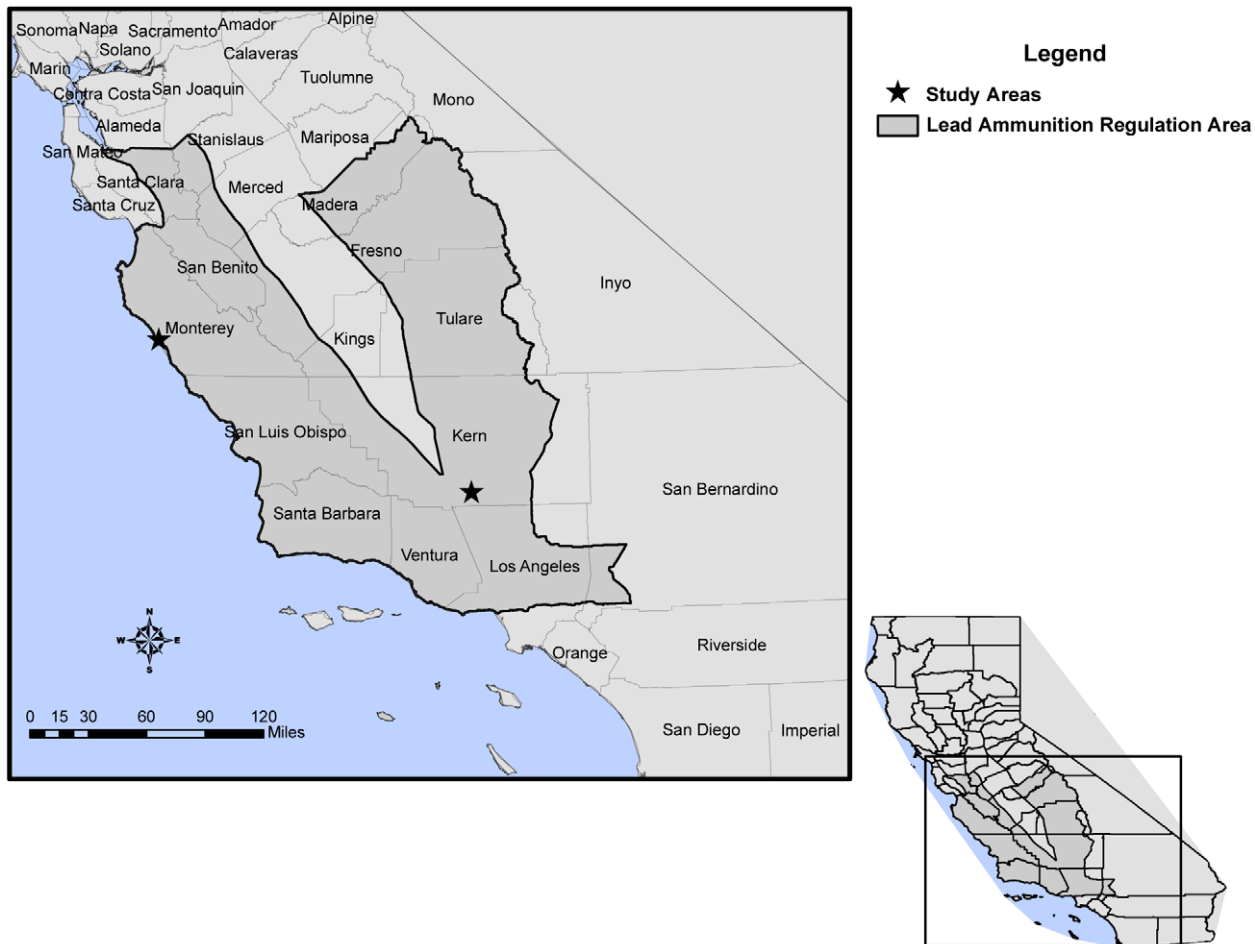 Alpine
Sonoma
Napa
Sacramento
Amador
Solano
Calaveras
Marin
Tuolumne
Contra Costa
San Joaquin
Mono
Alameda
Stanislaus
Mariposa
San Mateo
Santa Clara
Merced
Santa Cruz
Madera
Fresno
San Benito
Inyo
Monterey
Tulare
Kings
San Luis Obispo
Kern
San Bernardino
Santa Barbara
Ventura
Los Angeles
Orange
Riverside
San Diego
Imperial
N
W
E
S
0 15 30 60 90 120
Miles
Legend
Study Areas
Lead Ammunition Regulation Area